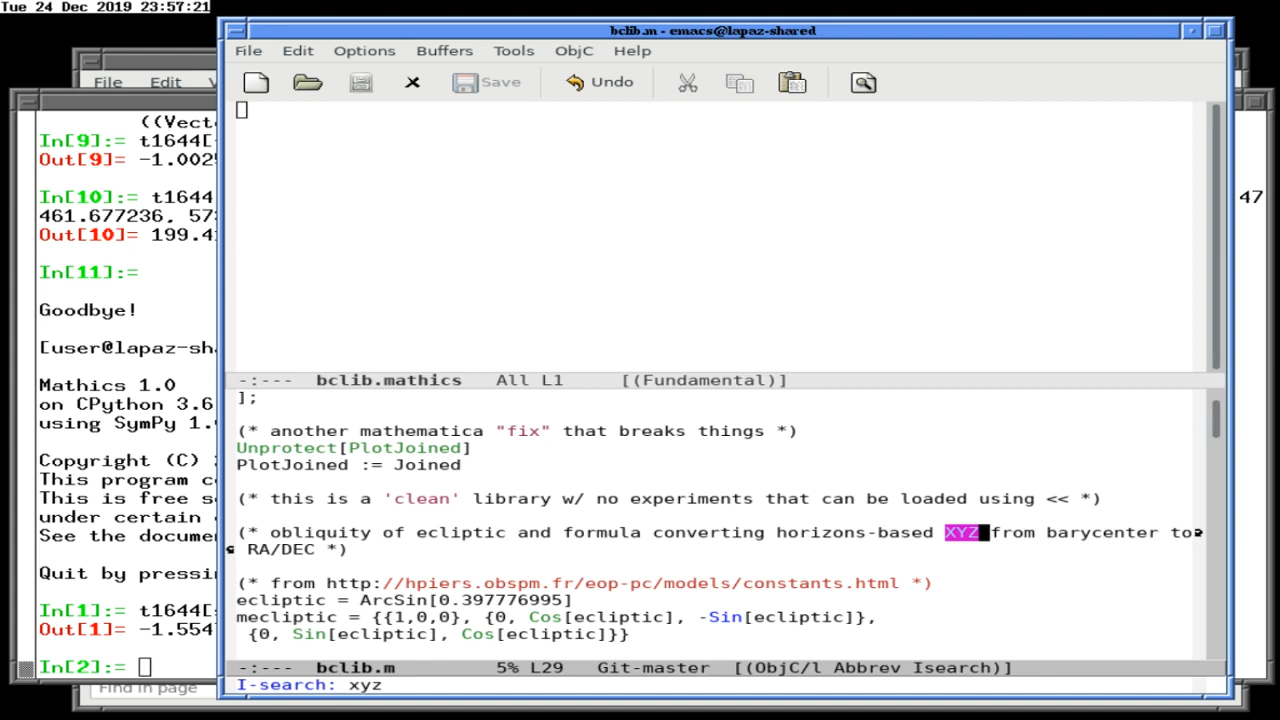 Tue 24 Dec 2019 23:57:21
bclib.m - emacs@lapaz-shared
File Edit Options Buffers Tools ObjC Help
Save Undo
-:--- bclib.mathics All L1 [(Fundamental)]
];
(* another mathematica "fix" that breaks things *)
Unprotect[PlotJoined]
PlotJoined := Joined
(* this is a 'clean' library w/ no experiments that can be loaded using << *)
(* obliquity of ecliptic and formula converting horizons-based XYZ from barycenter to
RA/DEC *)
(* from http://hpiers.obspm.fr/eop-pc/models/constants.html *)
ecliptic = ArcSin[0.397776995]
mecliptic = {{1,0,0}, {0, Cos[ecliptic], -Sin[ecliptic]},
{0, Sin[ecliptic], Cos[ecliptic]}}
-:--- bclib.m 5% L29 Git-master [(ObjC/l Abbrev Isearch)]
I-search: xyz
File Edit
((Vect
In[9]:= t1644[
Out[9]= -1.002
In[10]:= t1644
47
461.677236, 57
Out[10]= 199.4
In[11]:=
Goodbye!
[user@lapaz-sh
Mathics 1.0
on CPython 3.6
using SymPy 1.
Copyright (C)
This program c
This is free s
under certain
See the docume
Quit by pressi
In[1]:= t1644[
Out[1]= -1.554
In[2]:=
Find in page